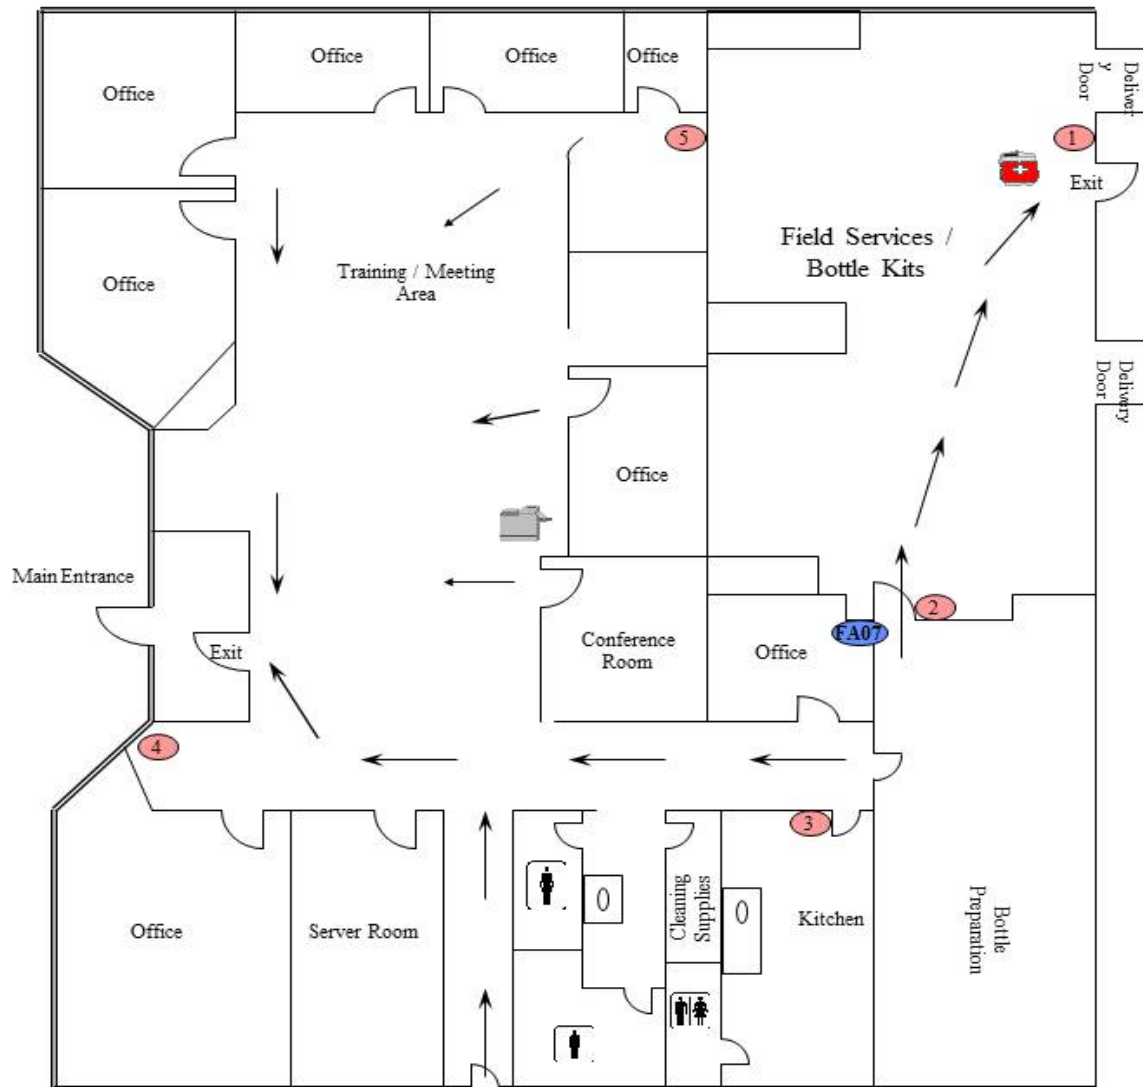 Office
Office
Office
Office
Deliver
y
Door
5
1
Exit
Field Services /
Bottle Kits
Training / Meeting
Area
Office
Delivery
Door
Office
Main Entrance
2
FA07
Conference
Room
Office
Exit
4
3
Cleaning
Supplies
Bottle
Preparation
Office
Server Room
Kitchen